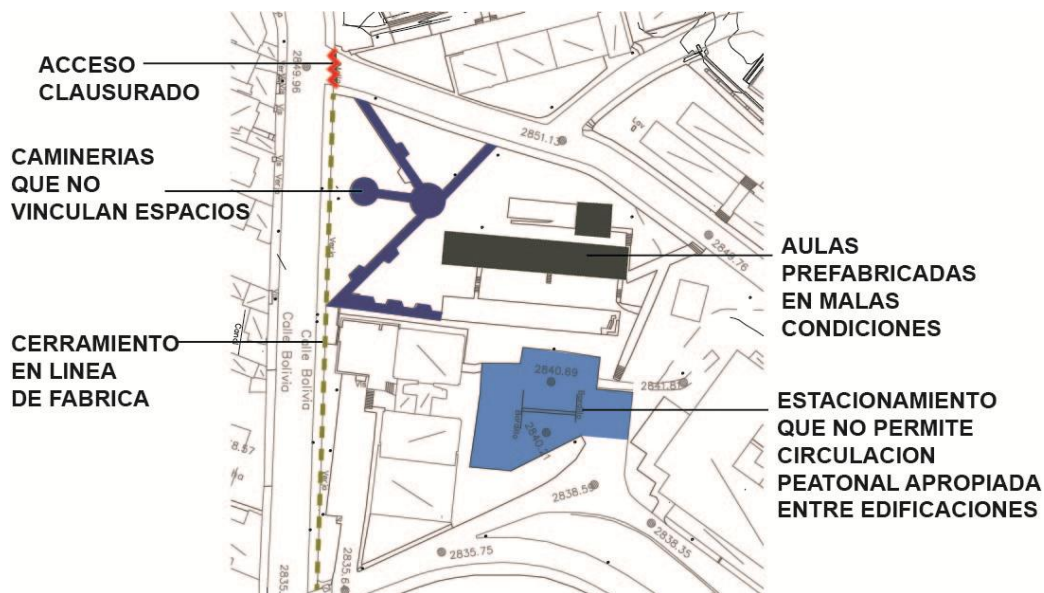 ACCESO
CLAUSURADO
CAMINERIAS
QUE NO
VINCULAN ESPACIOS
CERRAMIENTO
EN LINEA
DE FABRICA
AULAS
PREFABRICADAS
EN MALAS
CONDICIONES
ESTACIONAMIENTO
QUE NO PERMITE
CIRCULACION
PEATONAL APROPIADA
ENTRE EDIFICACIONES
2849.96
2851.13
Calle Bolivia
Calle Bolivia
2840.69
2838.59
2838.35
2835.75